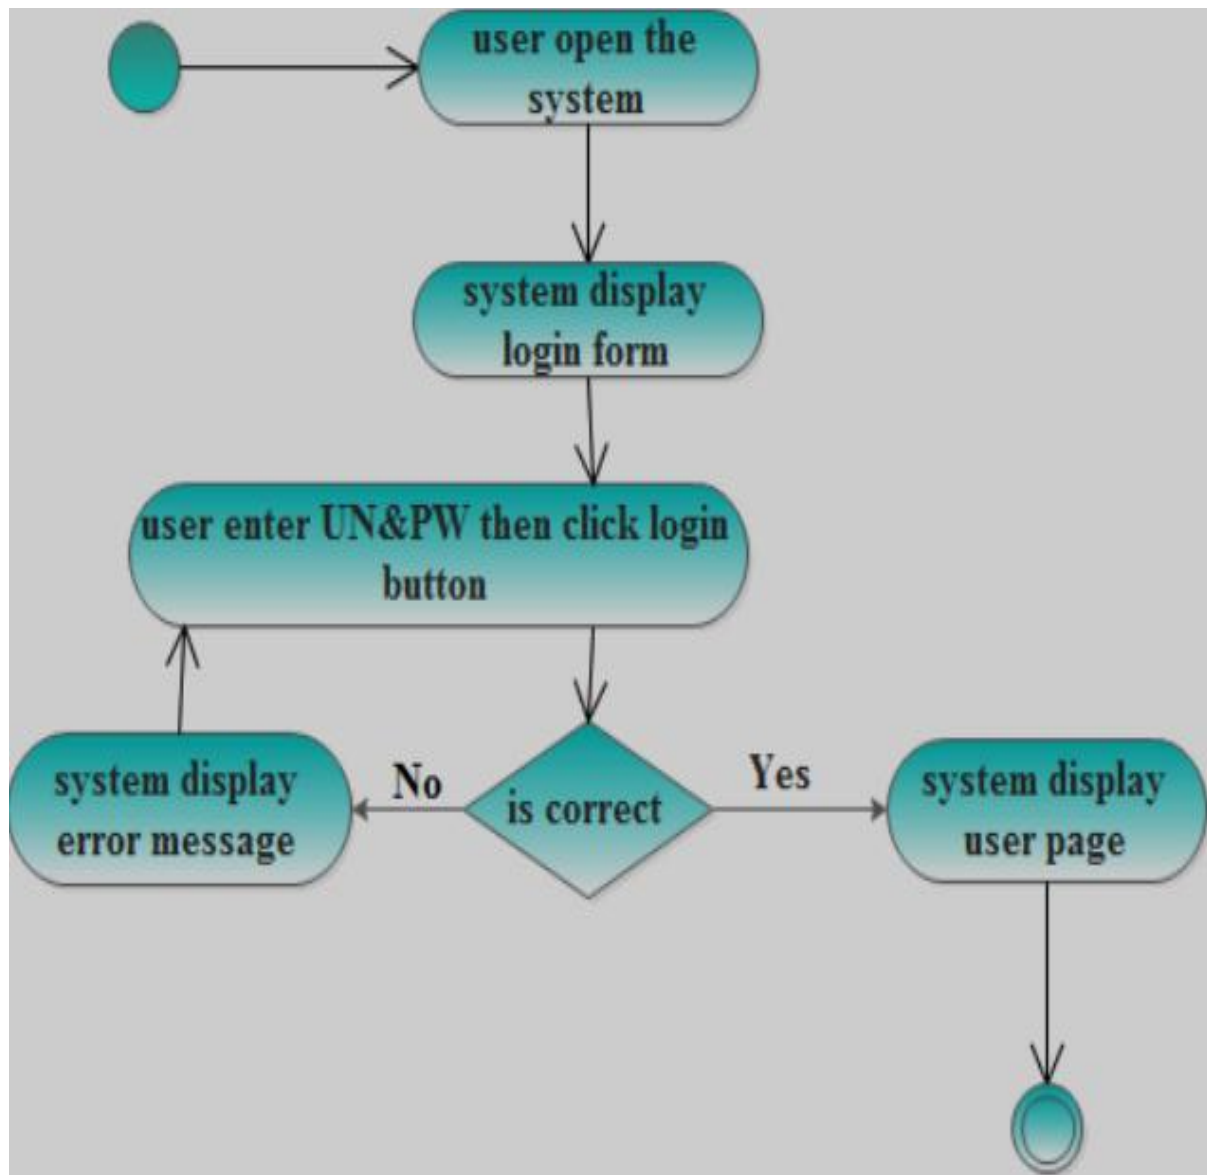 user open the
system
system display
login form
user enter UN&PW then click login
button
is correct
No
system display
error message
Yes
system display
user page